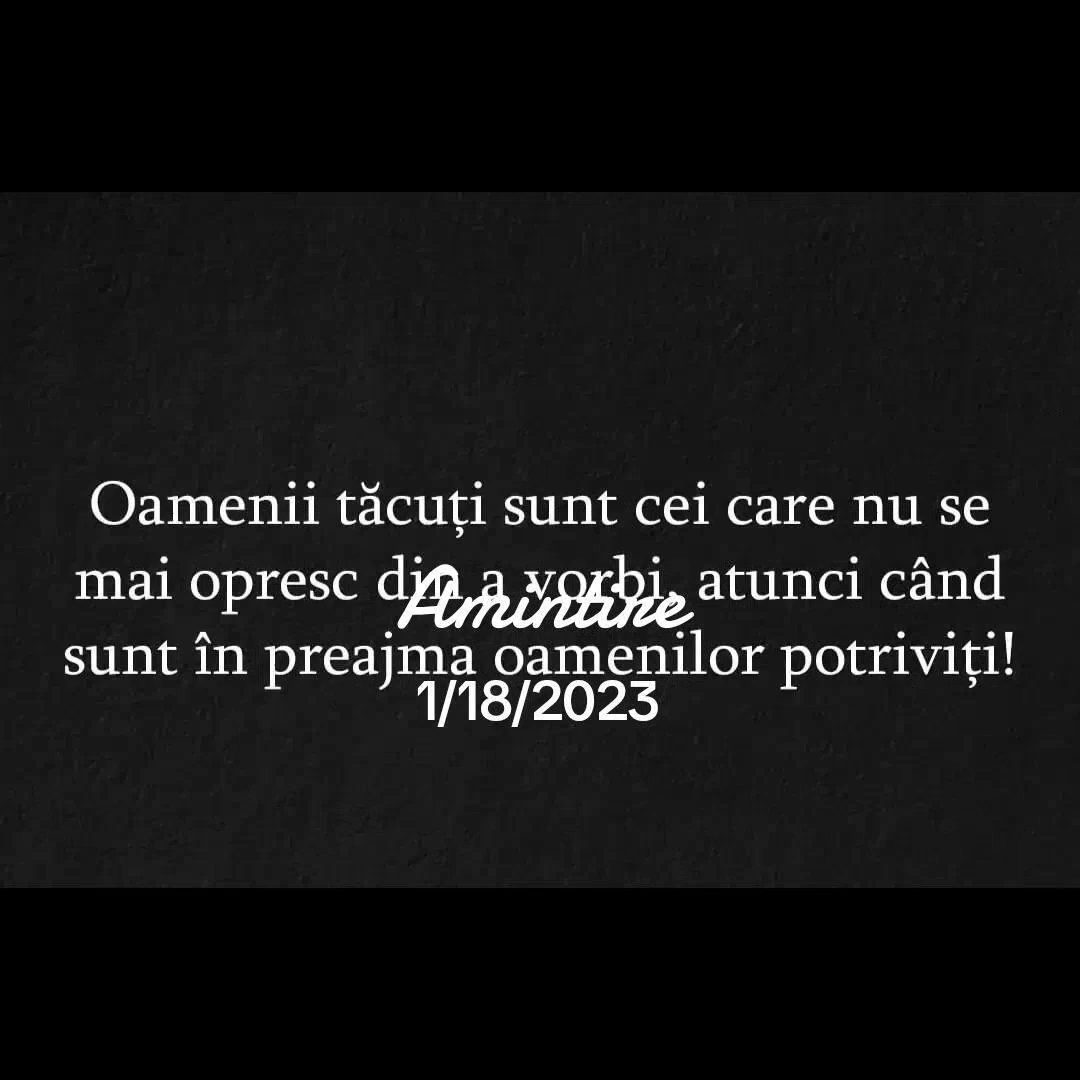 Oamenii tăcuți sunt cei care nu se
mai opresc din a vorbi, atunci când
Amintire
sunt în preajma oamenilor potriviți!
1/18/2023